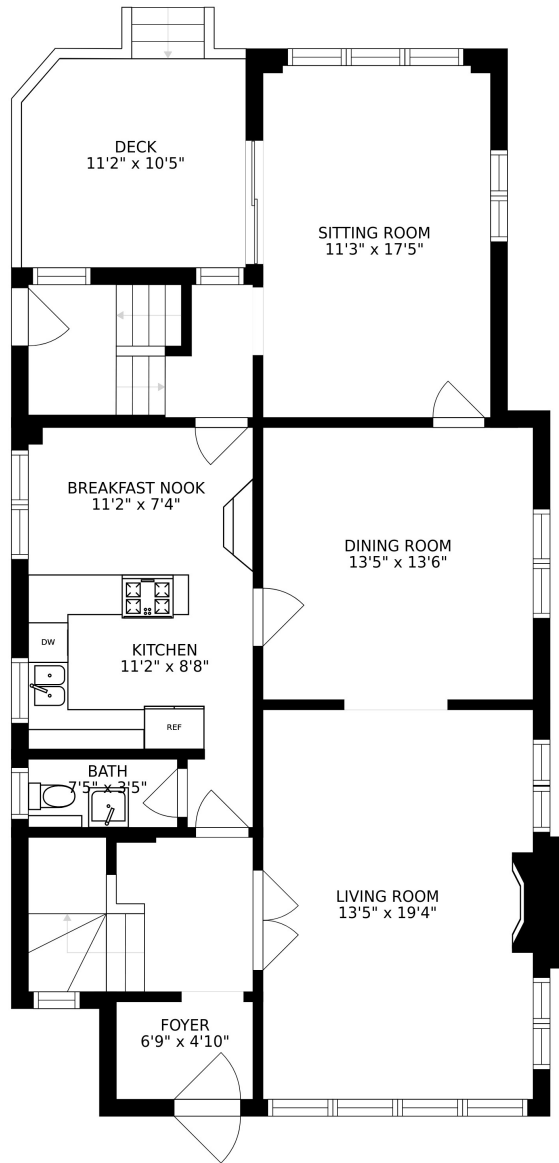 DECK
11'2" x 10'5"
SITTING ROOM
11'3" x 17'5"
BREAKFAST NOOK
11'2" x 7'4"
DINING ROOM
13'5" x 13'6"
DW
KITCHEN
11'2" x 8'8"
REF
BATH
7'5" x 3'5"
LIVING ROOM
13'5" x 19'4"
FOYER
6'9" x 4'10"